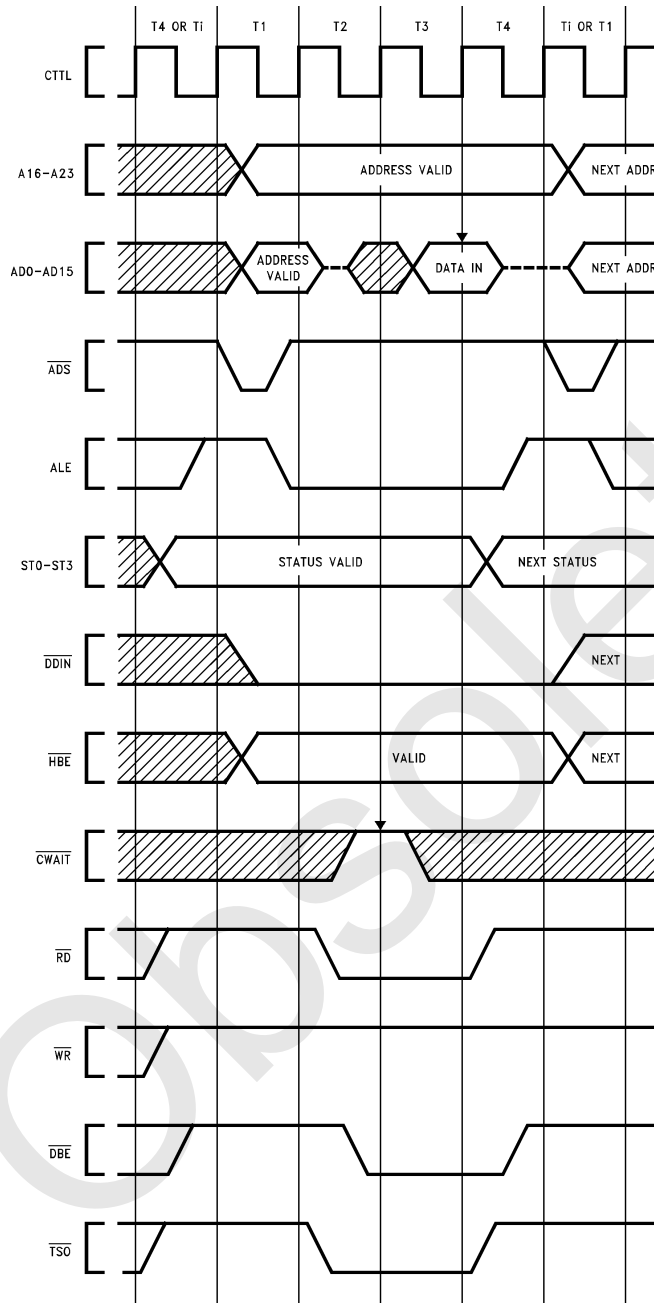 T4 OR Ti T1 T2 T3 T4 Ti OR T1
CTTL
A16-A23 ADDRESS VALID NEXT ADDR
AD0-AD15 ADDRESS VALID DATA IN NEXT ADDR
ADS
ALE
ST0-ST3 STATUS VALID NEXT STATUS
DDIN NEXT
HBE VALID NEXT
CWAIT
RD
WR
DBE
TSO
Obsolet